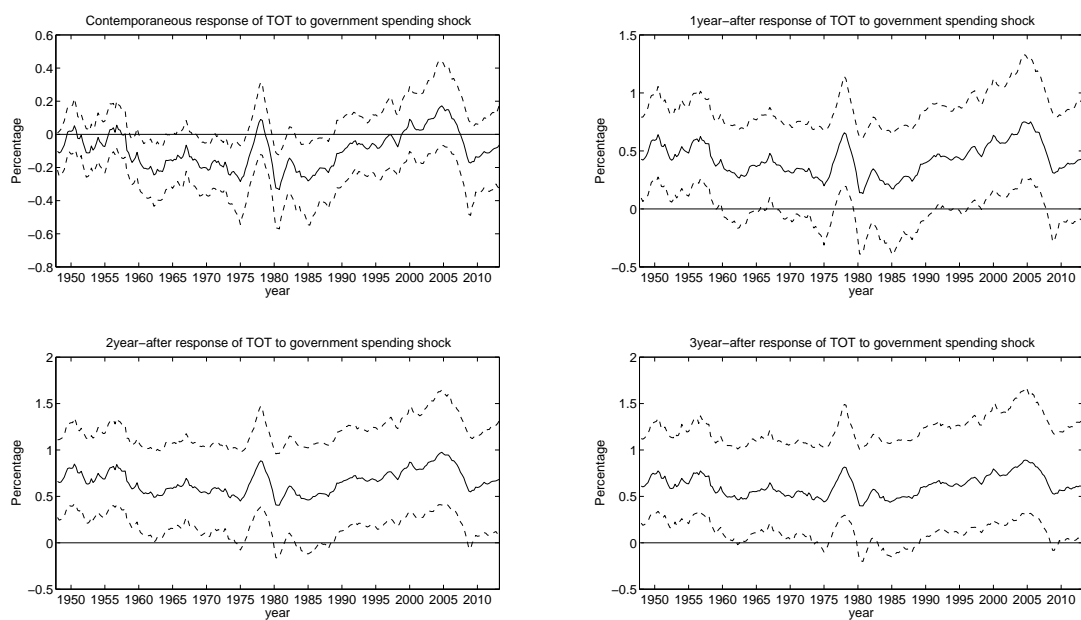 Contemporaneous response of TOT to government spending shock
0.6
0.4
0.2
0
−0.2
−0.4
−0.6
−0.8
Percentage
1950 1955 1960 1965 1970 1975 1980 1985 1990 1995 2000 2005 2010
year
1year−after response of TOT to government spending shock
1.5
1
0.5
0
−0.5
Percentage
1950 1955 1960 1965 1970 1975 1980 1985 1990 1995 2000 2005 2010
year
2year−after response of TOT to government spending shock
2
1.5
1
0.5
0
−0.5
Percentage
1950 1955 1960 1965 1970 1975 1980 1985 1990 1995 2000 2005 2010
year
3year−after response of TOT to government spending shock
2
1.5
1
0.5
0
−0.5
Percentage
1950 1955 1960 1965 1970 1975 1980 1985 1990 1995 2000 2005 2010
year